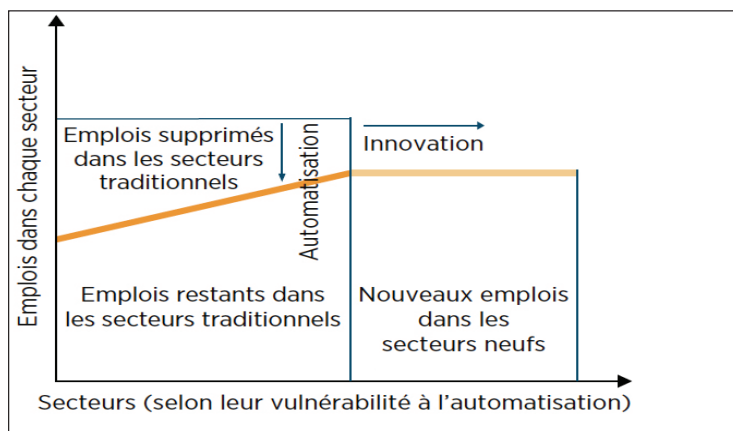 Emplois dans chaque secteur
Emplois supprimés
dans les secteurs
traditionnels
Automatisation
Innovation
Emplois restants dans
les secteurs traditionnels
Nouveaux emplois
dans les
secteurs neufs
Secteurs (selon leur vulnérabilité à l'automatisation)